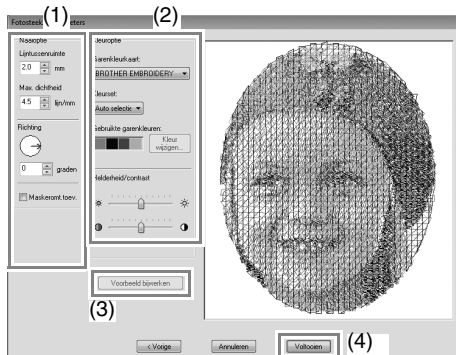 (1)
(2)
Fotosteek
meters
Naaioptie
Lijntussenruimte
2.0 mm
Max. dichtheid
4.5 lijn/mm
Richting
0 graden
Maskeromt.toev.
Kleuroptie
Garenkleurkaart:
BROTHER EMBROIDERY
Kleurset:
Auto selectie
Gebruikte garenkleuren:
Kleur
wijzigen...
Helderheid/contrast
Voorbeeld bijwerken
(3)
< Vorige
Annuleren
Voltooien
(4)